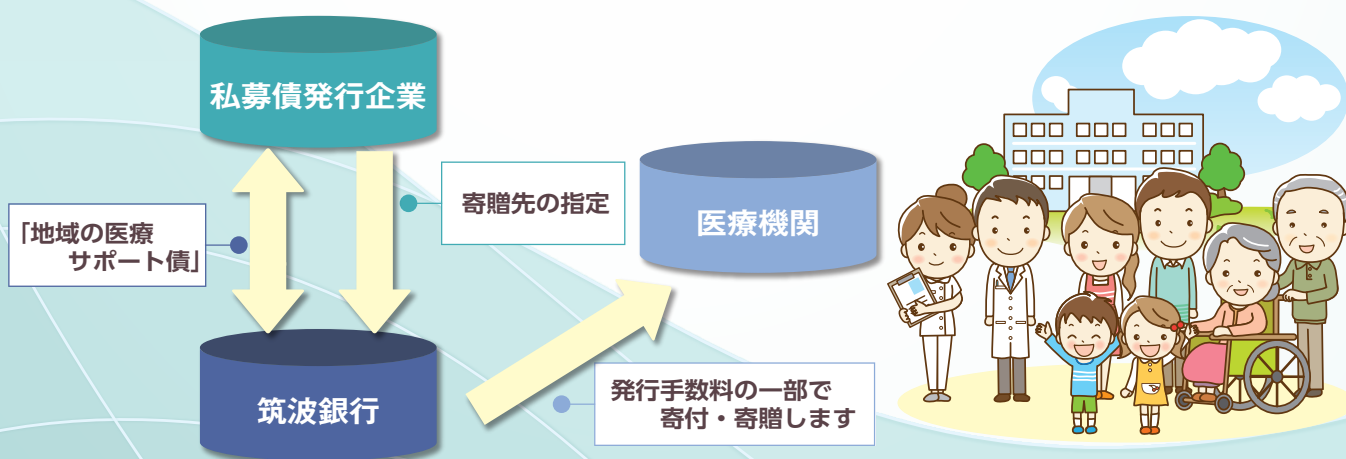 私募債発行企業
寄贈先の指定
医療機関
「地域の医療
サポート債」
筑波銀行
発行手数料の一部で
寄付・寄贈します